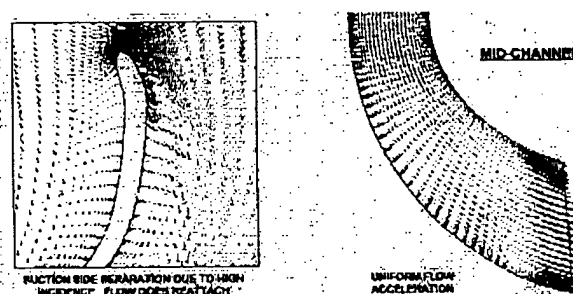 MID-CHANNEL
SUCTION SIDE SEPARATION DUE TO HIGH
INCIDENCE. FLOW DOES REATTACH
UNIFORM FLOW
ACCELERATION